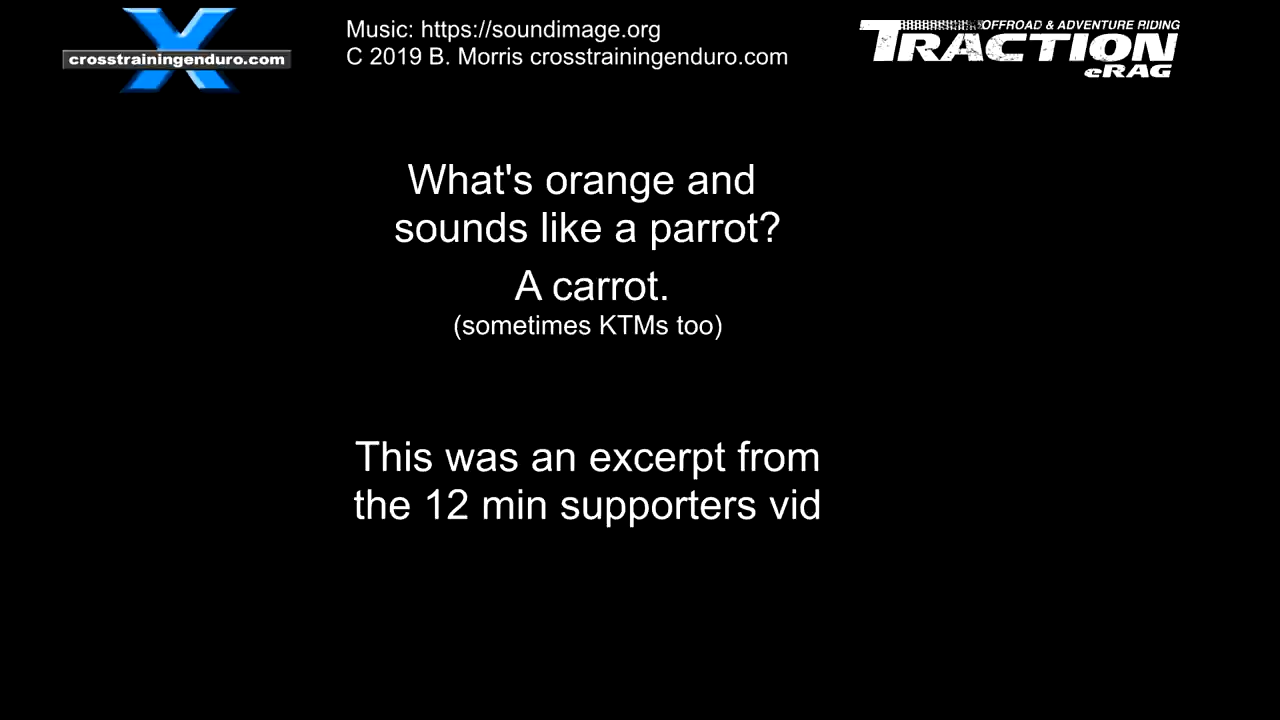 crosstrainingenduro.com
Music: https://soundimage.org
C 2019 B. Morris crosstrainingenduro.com
OFFROAD & ADVENTURE RIDING
TRACTION
eRAG
What's orange and
sounds like a parrot?
A carrot.
(sometimes KTMs too)
This was an excerpt from
the 12 min supporters vid